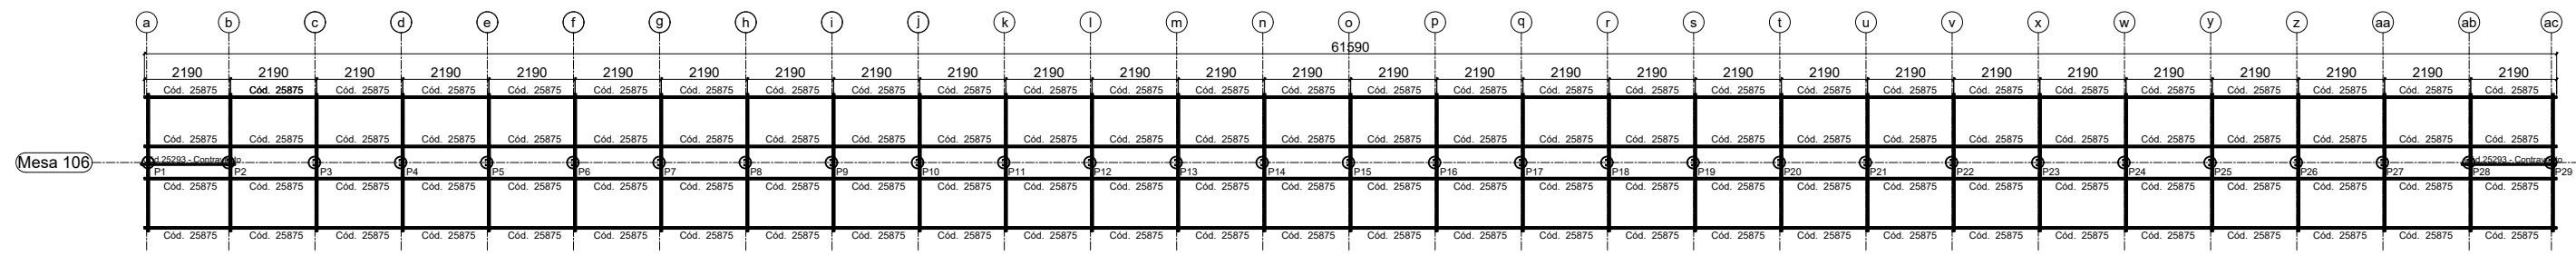 a b c d e f g h i j k l m n o p q r s t u v x w y z aa ab ac
61590
2190 2190 2190 2190 2190 2190 2190 2190 2190 2190 2190 2190 2190 2190 2190 2190 2190 2190 2190 2190 2190 2190 2190 2190 2190 2190 2190 2190
Cód. 25875 Cód. 25875 Cód. 25875 Cód. 25875 Cód. 25875 Cód. 25875 Cód. 25875 Cód. 25875 Cód. 25875 Cód. 25875 Cód. 25875 Cód. 25875 Cód. 25875 Cód. 25875 Cód. 25875 Cód. 25875 Cód. 25875 Cód. 25875 Cód. 25875 Cód. 25875 Cód. 25875 Cód. 25875 Cód. 25875 Cód. 25875 Cód. 25875 Cód. 25875 Cód. 25875 Cód. 25875
Cód. 25875 Cód. 25875 Cód. 25875 Cód. 25875 Cód. 25875 Cód. 25875 Cód. 25875 Cód. 25875 Cód. 25875 Cód. 25875 Cód. 25875 Cód. 25875 Cód. 25875 Cód. 25875 Cód. 25875 Cód. 25875 Cód. 25875 Cód. 25875 Cód. 25875 Cód. 25875 Cód. 25875 Cód. 25875 Cód. 25875 Cód. 25875 Cód. 25875 Cód. 25875 Cód. 25875 Cód. 25875
Mesa 106 Cód.25293 - Contravento Cód.25293 - Contravento
P1 P2 P3 P4 P5 P6 P7 P8 P9 P10 P11 P12 P13 P14 P15 P16 P17 P18 P19 P20 P21 P22 P23 P24 P25 P26 P27 P28 P29
Cód. 25875 Cód. 25875 Cód. 25875 Cód. 25875 Cód. 25875 Cód. 25875 Cód. 25875 Cód. 25875 Cód. 25875 Cód. 25875 Cód. 25875 Cód. 25875 Cód. 25875 Cód. 25875 Cód. 25875 Cód. 25875 Cód. 25875 Cód. 25875 Cód. 25875 Cód. 25875 Cód. 25875 Cód. 25875 Cód. 25875 Cód. 25875 Cód. 25875 Cód. 25875 Cód. 25875 Cód. 25875
Cód. 25875 Cód. 25875 Cód. 25875 Cód. 25875 Cód. 25875 Cód. 25875 Cód. 25875 Cód. 25875 Cód. 25875 Cód. 25875 Cód. 25875 Cód. 25875 Cód. 25875 Cód. 25875 Cód. 25875 Cód. 25875 Cód. 25875 Cód. 25875 Cód. 25875 Cód. 25875 Cód. 25875 Cód. 25875 Cód. 25875 Cód. 25875 Cód. 25875 Cód. 25875 Cód. 25875 Cód. 25875